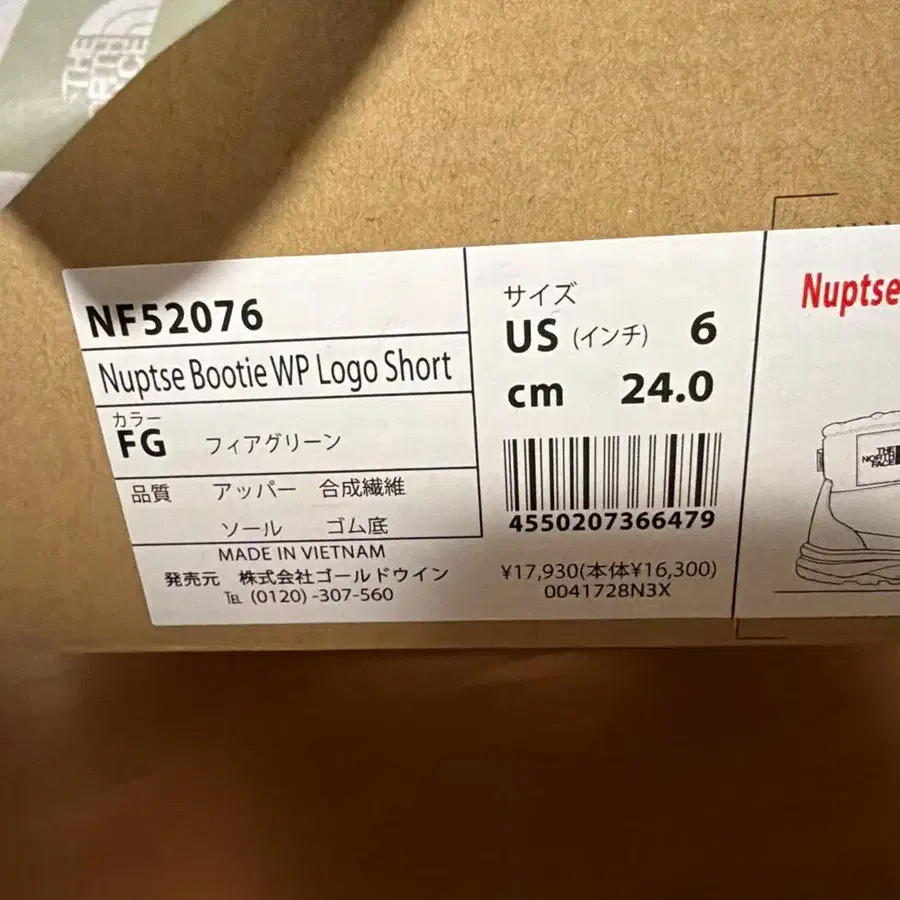 THE
NORTH
FACE
NF52076
Nuptse Bootie WP Logo Short
カラー
FG フィアグリーン
品質 アッパー 合成繊維
ソール ゴム底
MADE IN VIETNAM
発売元 株式会社ゴールドウイン
℡ (0120) -307-560
サイズ
US (インチ) 6
cm 24.0
4550207366479
¥17,930(本体¥16,300)
0041728N3X
Nuptse
THE
NORTH
FACE